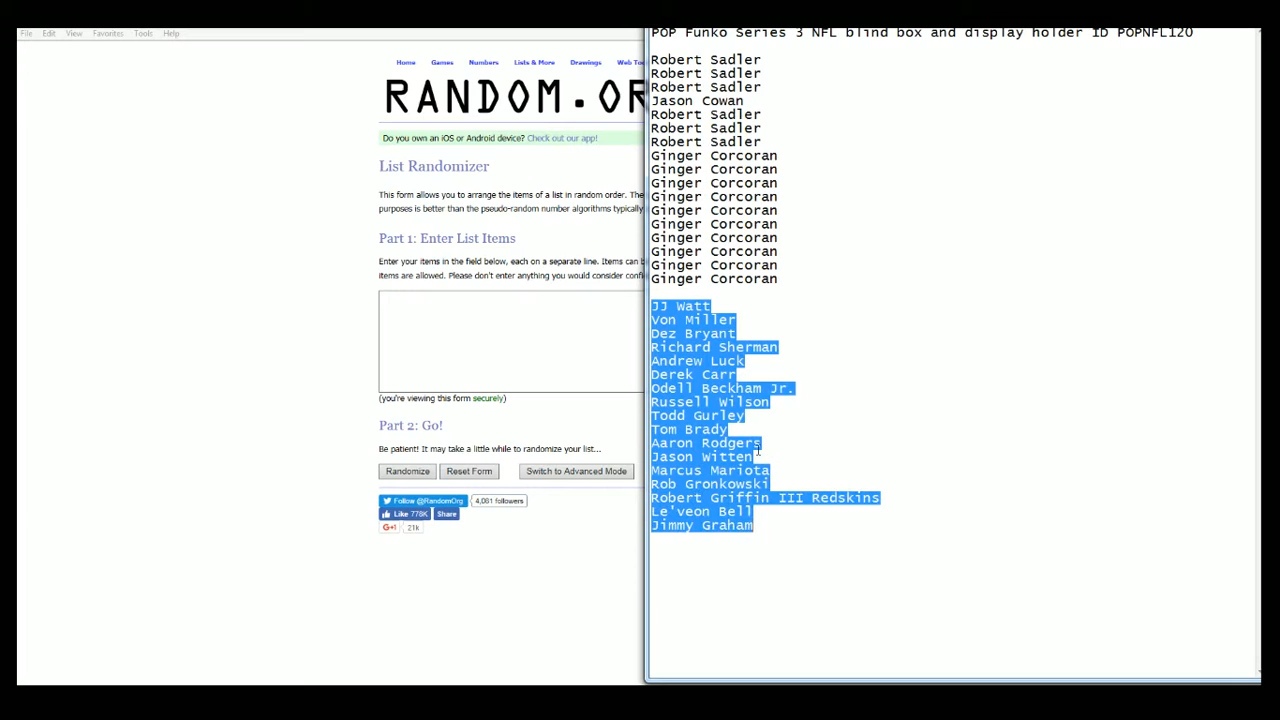 File Edit View Favorites Tools Help
Home Games Numbers Lists & More Drawings Web Too
RANDOM.OR
Do you own an iOS or Android device? Check out our app!
List Randomizer
This form allows you to arrange the items of a list in random order. The
purposes is better than the pseudo-random number algorithms typically
Part 1: Enter List Items
Enter your items in the field below, each on a separate line. Items can
items are allowed. Please don't enter anything you would consider
(you're viewing this form securely)
Part 2: Go!
Be patient! It may take a little while to randomize your list...
Randomize Reset Form Switch to Advanced Mode
Follow @RandomOrg 4,081 followers
Like 778K Share
G+1 21k
POP Funko Series 3 NFL blind box and display holder ID POPNFL120
Robert Sadler
Robert Sadler
Robert Sadler
Jason Cowan
Robert Sadler
Robert Sadler
Robert Sadler
Ginger Corcoran
Ginger Corcoran
Ginger Corcoran
Ginger Corcoran
Ginger Corcoran
Ginger Corcoran
Ginger Corcoran
Ginger Corcoran
Ginger Corcoran
Ginger Corcoran
JJ Watt
Von Miller
Dez Bryant
Richard Sherman
Andrew Luck
Derek Carr
Odell Beckham Jr.
Russell Wilson
Todd Gurley
Tom Brady
Aaron Rodgers
Jason Witten
Marcus Mariota
Rob Gronkowski
Robert Griffin III Redskins
Le'veon Bell
Jimmy Graham